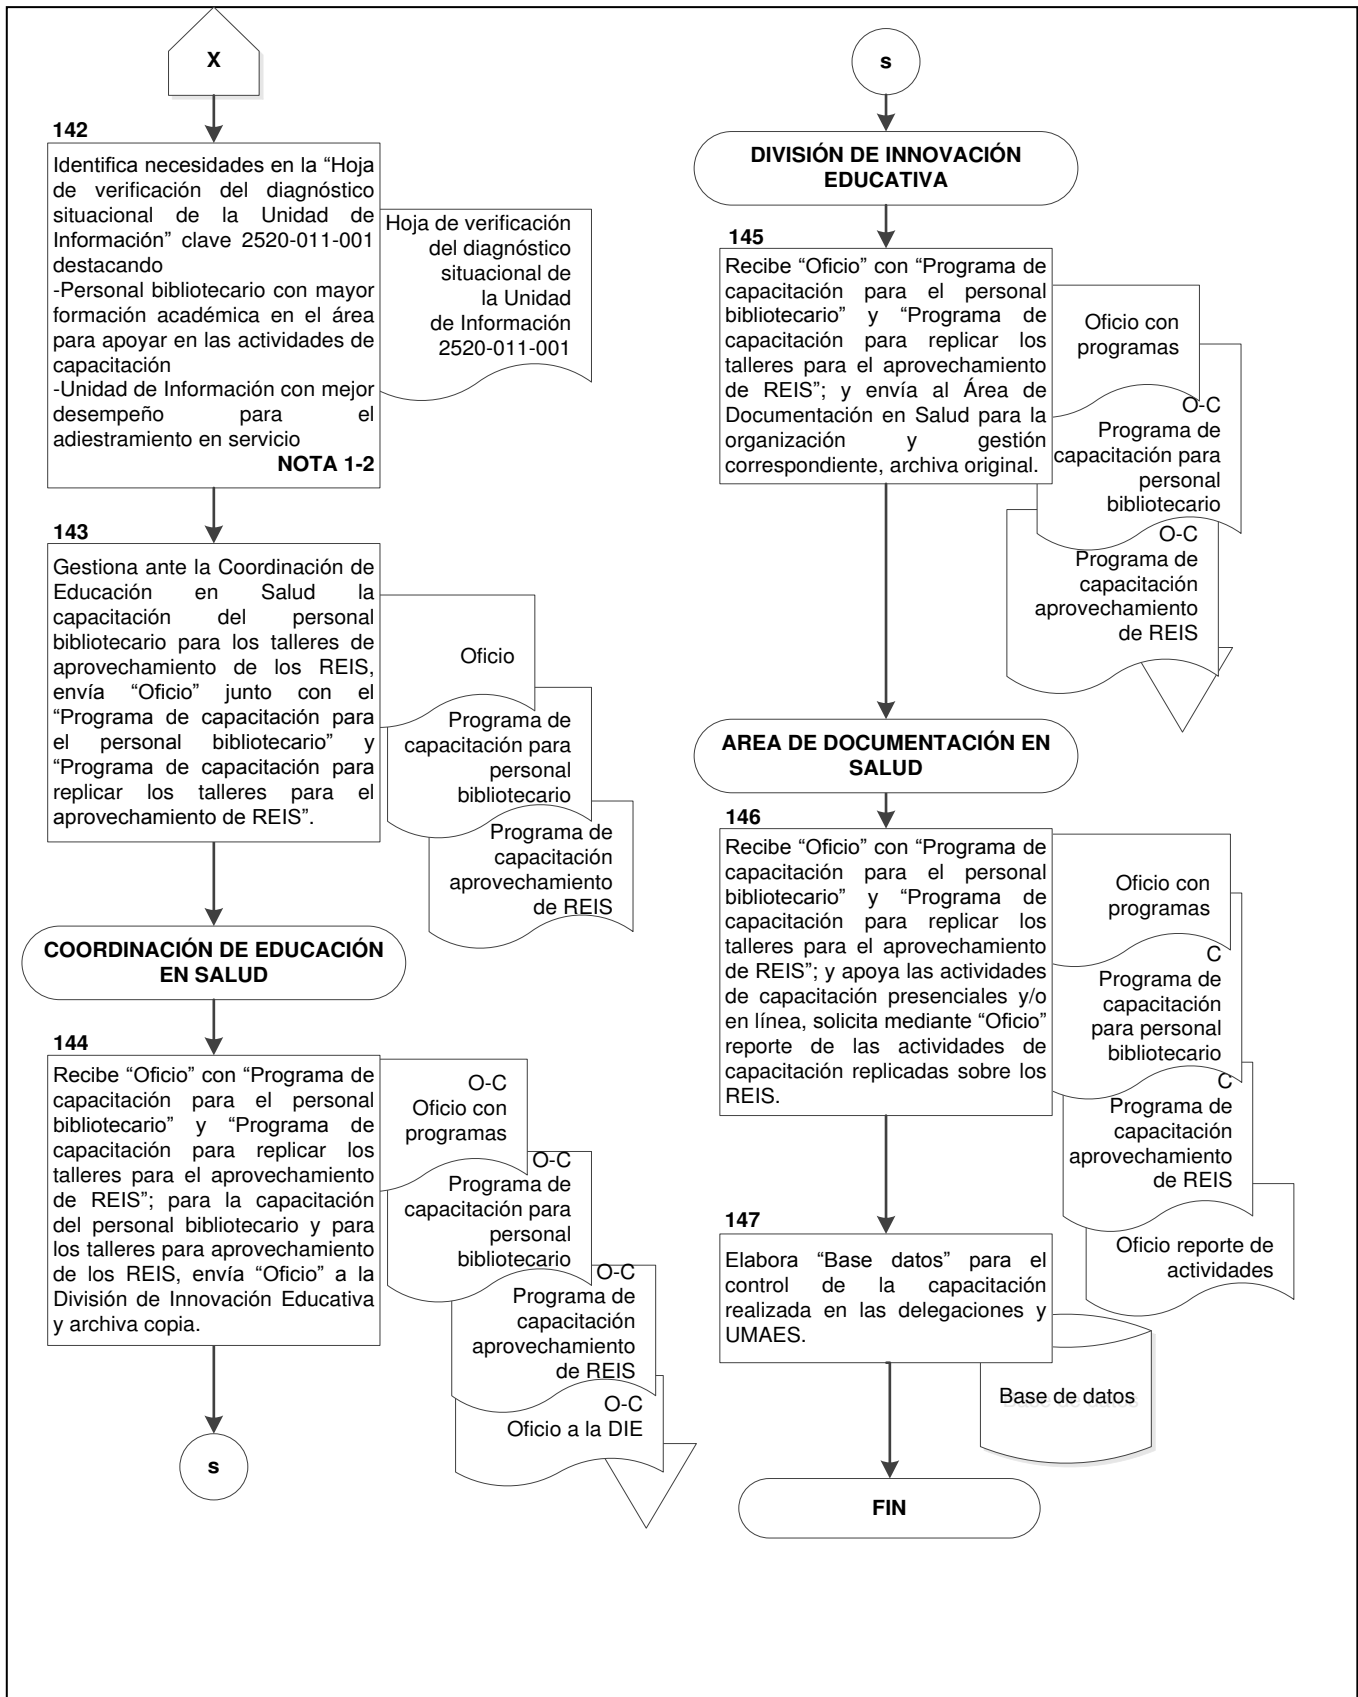 X
142
Identifica necesidades en la “Hoja
de verificación del diagnóstico
situacional de la Unidad de
Información” clave 2520-011-001
destacando
-Personal bibliotecario con mayor
formación académica en el área
para apoyar en las actividades de
capacitación
-Unidad de Información con mejor
desempeño para el
adiestramiento en servicio
NOTA 1-2
Hoja de verificación
del diagnóstico
situacional de
la Unidad
de Información
2520-011-001
143
Gestiona ante la Coordinación de
Educación en Salud la
capacitación del personal
bibliotecario para los talleres de
aprovechamiento de los REIS,
envía “Oficio” junto con el
“Programa de capacitación para
el personal bibliotecario” y
“Programa de capacitación para
replicar los talleres para el
aprovechamiento de REIS”.
Oficio
Programa de
capacitación para
personal
bibliotecario
Programa de
capacitación
aprovechamiento
de REIS
COORDINACIÓN DE EDUCACIÓN
EN SALUD
144
Recibe “Oficio” con “Programa de
capacitación para el personal
bibliotecario” y “Programa de
capacitación para replicar los
talleres para el aprovechamiento
de REIS”; para la capacitación
del personal bibliotecario y para
los talleres para aprovechamiento
de los REIS, envía “Oficio” a la
División de Innovación Educativa
y archiva copia.
O-C
Oficio con
programas
O-C
Programa de
capacitación para
personal
bibliotecario
O-C
Programa de
capacitación
aprovechamiento
de REIS
O-C
Oficio a la DIE
s
s
DIVISIÓN DE INNOVACIÓN
EDUCATIVA
145
Recibe “Oficio” con “Programa de
capacitación para el personal
bibliotecario” y “Programa de
capacitación para replicar los
talleres para el aprovechamiento
de REIS”; y envía al Área de
Documentación en Salud para la
organización y gestión
correspondiente, archiva original.
Oficio con
programas
O-C
Programa de
capacitación para
personal
bibliotecario
O-C
Programa de
capacitación
aprovechamiento
de REIS
AREA DE DOCUMENTACIÓN EN
SALUD
146
Recibe “Oficio” con “Programa de
capacitación para el personal
bibliotecario” y “Programa de
capacitación para replicar los
talleres para el aprovechamiento
de REIS”; y apoya las actividades
de capacitación presenciales y/o
en línea, solicita mediante “Oficio”
reporte de las actividades de
capacitación replicadas sobre los
REIS.
Oficio con
programas
C
Programa de
capacitación
para personal
bibliotecario
C
Programa de
capacitación
aprovechamiento
de REIS
Oficio reporte de
actividades
147
Elabora “Base datos” para el
control de la capacitación
realizada en las delegaciones y
UMAES.
Base de datos
FIN